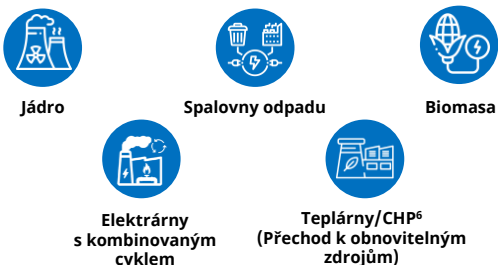 Jádro
Spalovny odpadu
Biomasa
Elektrárny
s kombinovaným
cyklem
Teplárny/CHP⁶
(Přechod k obnovitelným
zdrojům)